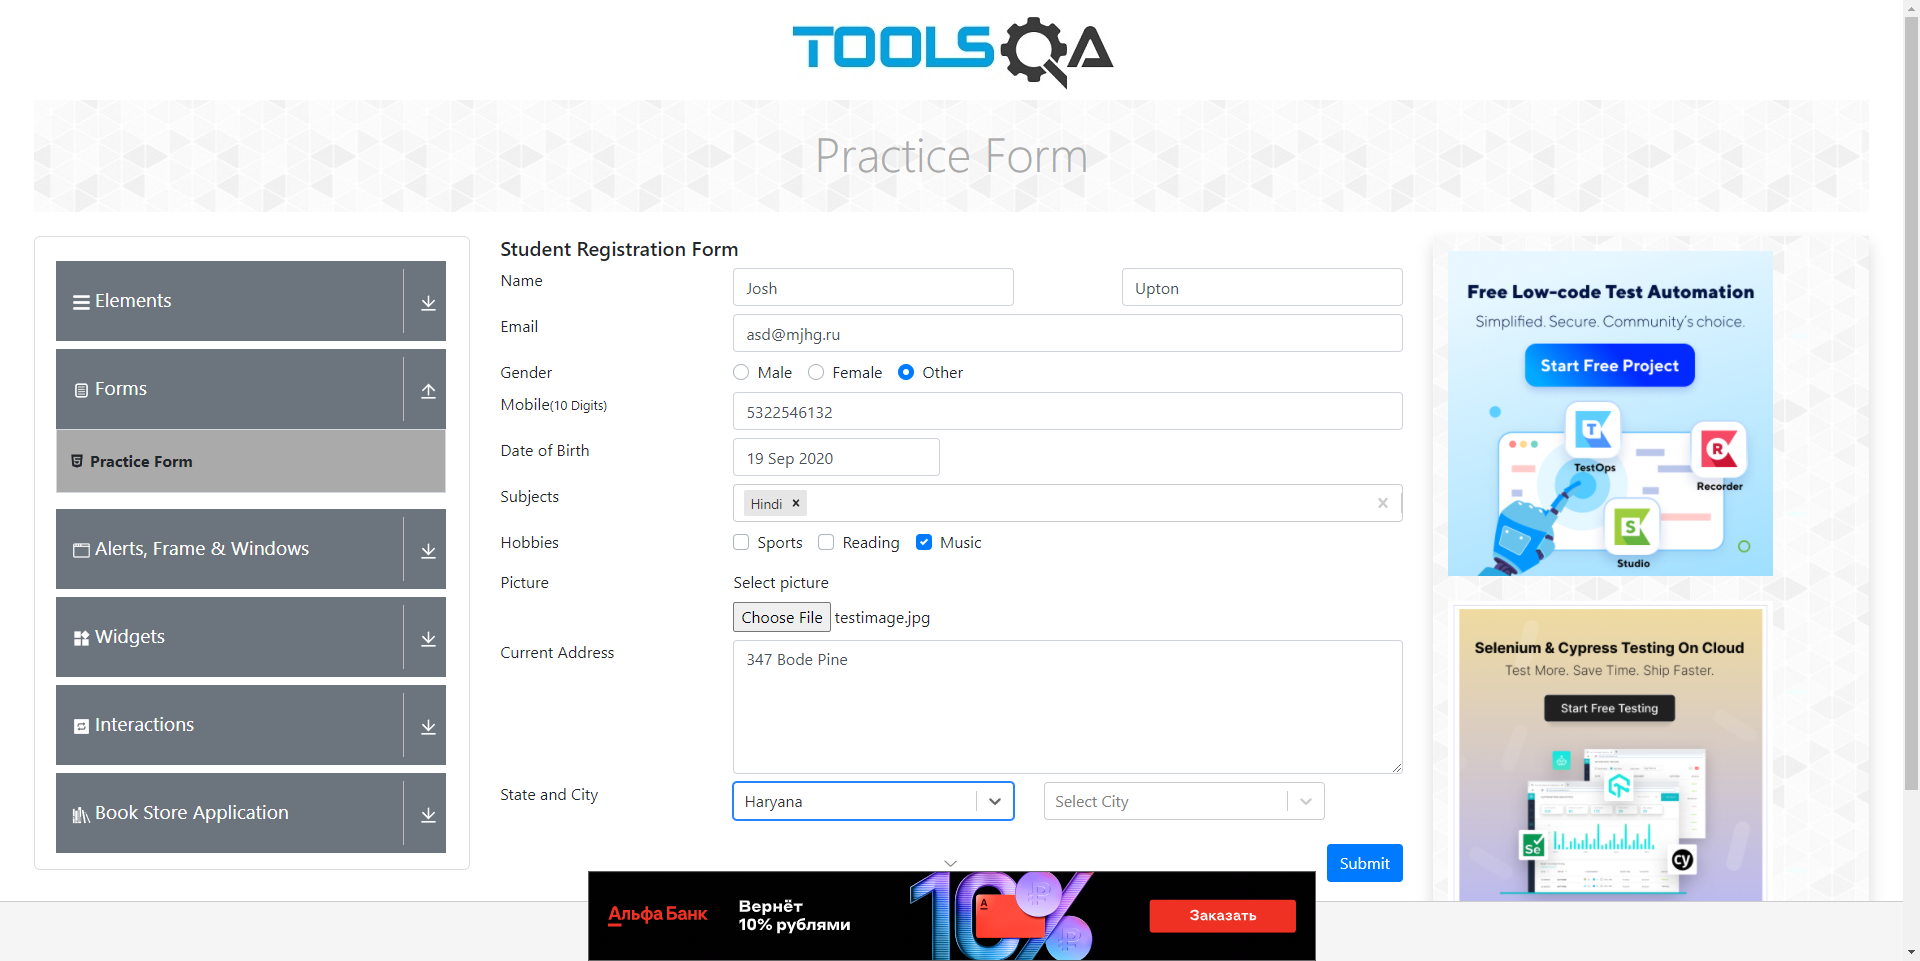 TOOLSQA
Practice Form
Elements
Forms
Practice Form
Alerts, Frame & Windows
Widgets
Interactions
Book Store Application
Student Registration Form
Name
Josh
Upton
Email
asd@mjhg.ru
Gender
Male
Female
Other
Mobile(10 Digits)
5322546132
Date of Birth
19 Sep 2020
Subjects
Hindi
Hobbies
Sports
Reading
Music
Picture
Select picture
Choose File testimage.jpg
Current Address
347 Bode Pine
State and City
Haryana
Select City
Submit
Free Low-code Test Automation
Simplified. Secure. Community's choice.
Start Free Project
T
TestOps
R
Recorder
S
Studio
Selenium & Cypress Testing On Cloud
Test More. Save Time. Ship Faster.
Start Free Testing
Se
cy
Альфа Банк
Вернёт
10% рублями
10%
А
Заказать